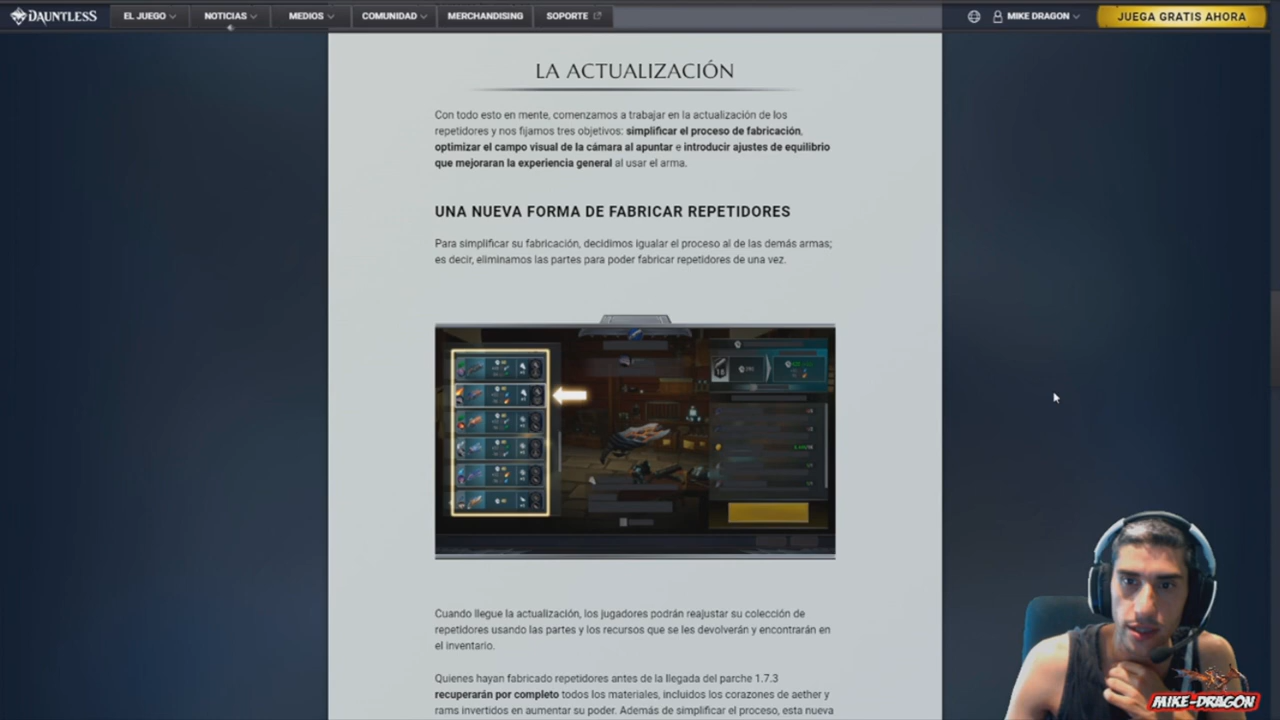 DAUNTLESS
EL JUEGO
NOTICIAS
MEDIOS
COMUNIDAD
MERCHANDISING
SOPORTE
MIKE DRAGON
JUEGA GRATIS AHORA
LA ACTUALIZACIÓN
Con todo esto en mente, comenzamos a trabajar en la actualización de los
repetidores y nos fijamos tres objetivos: simplificar el proceso de fabricación,
optimizar el campo visual de la cámara al apuntar e introducir ajustes de equilibrio
que mejoraran la experiencia general al usar el arma.
UNA NUEVA FORMA DE FABRICAR REPETIDORES
Para simplificar su fabricación, decidimos igualar el proceso al de las demás armas;
es decir, eliminamos las partes para poder fabricar repetidores de una vez.
Cuando llegue la actualización, los jugadores podrán reajustar su colección de
repetidores usando las partes y los recursos que se les devolverán y encontrarán en
el inventario.
Quienes hayan fabricado repetidores antes de la llegada del parche 1.7.3
recuperarán por completo todos los materiales, incluidos los corazones de aether y
rams invertidos en aumentar su poder. Además de simplificar el proceso, esta nueva
MIKE-DRAGON